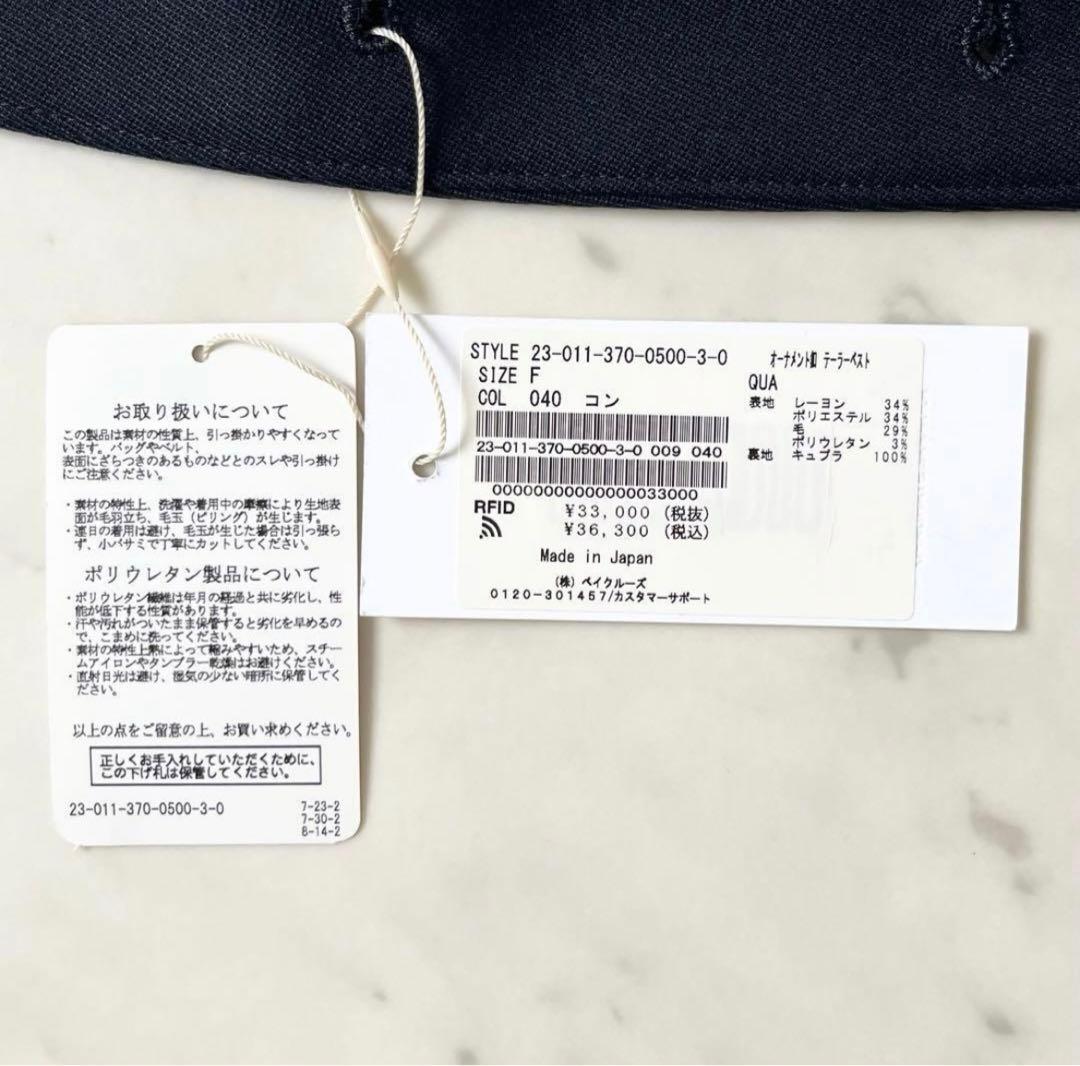 お取り扱いについて
この製品は素材の性質上、引っ掛かりやすくなって
います。バッグやベルト、
表面にざらつきのあるものなどとのスレや引っ掛け
にご注意ください。
・素材の特性上、洗濯や着用中の摩擦により生地表
面が毛羽立ち、毛玉（ピリング）が生じます。
・連日の着用は避け、毛玉が生じた場合は引っ張ら
ず、小バサミで丁寧にカットしてください。
ポリウレタン製品について
・ポリウレタン繊維は年月の経過と共に劣化し、性
能が低下する性質があります。
・汗や汚れがついたまま保管すると劣化を早めるの
で、こまめに洗ってください。
・素材の特性上熱によって縮みやすいため、スチー
ムアイロンやタンブラー乾燥はお避けください。
・直射日光は避け、湿気の少ない暗所に保管してく
ださい。
以上の点をご留意の上、お買い求めください。
正しくお手入れしていただくために、
この下げ札は保管してください。
23-011-370-0500-3-0
7-23-2
7-30-2
8-14-2
STYLE 23-011-370-0500-3-0
SIZE F
COL 040 コン
23-011-370-0500-3-0 009 040
00000000000000033000
RFID
¥33,000 (税抜)
¥36,300 (税込)
Made in Japan
(株) ベイクルーズ
0120-301457/カスタマーサポート
オーナメント釦 テーラーベスト
QUA
表地 レーヨン 34%
ポリエステル 34%
毛 29%
ポリウレタン 3%
裏地 キュプラ 100%